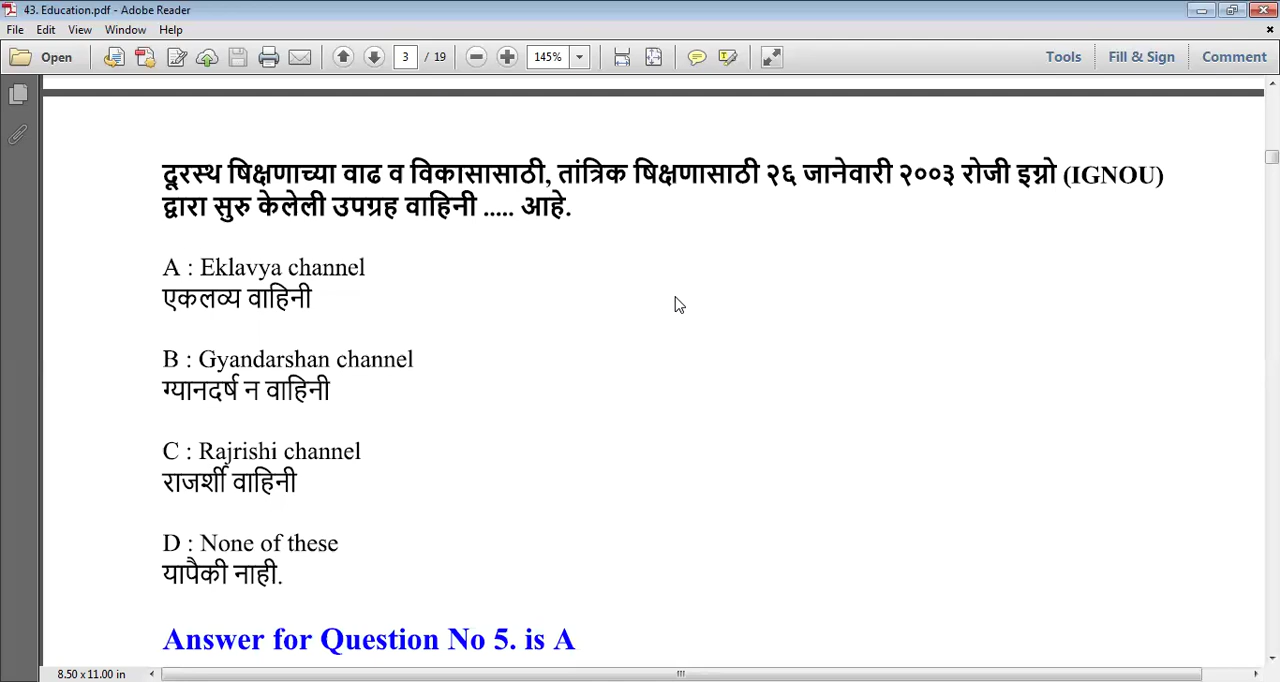 43. Education.pdf - Adobe Reader
File Edit View Window Help
Open 3 / 19 145% Tools Fill & Sign Comment
दूरस्थ षिक्षणाच्या वाढ व विकासासाठी, तांत्रिक षिक्षणासाठी २६ जानेवारी २००३ रोजी इग्नो (IGNOU)
द्वारा सुरु केलेली उपग्रह वाहिनी ..... आहे.
A : Eklavya channel
एकलव्य वाहिनी
B : Gyandarshan channel
ग्यानदर्ष न वाहिनी
C : Rajrishi channel
राजर्शी वाहिनी
D : None of these
यापैकी नाही.
Answer for Question No 5. is A
8.50 x 11.00 in